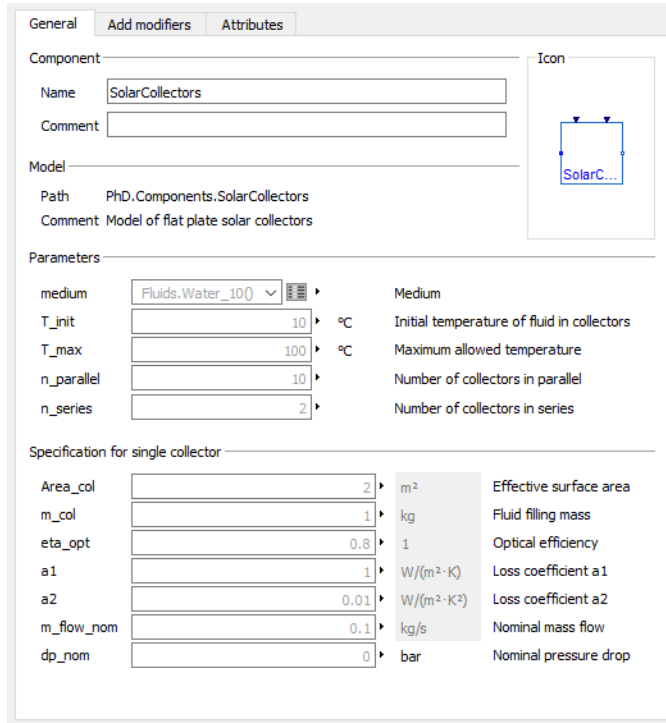 General Add modifiers Attributes
Component Icon
Name SolarCollectors
Comment
SolarC...
Model
Path PhD.Components.SolarCollectors
Comment Model of flat plate solar collectors
Parameters
medium Fluids.Water_10() Medium
T_init 10 °C Initial temperature of fluid in collectors
T_max 100 °C Maximum allowed temperature
n_parallel 10 Number of collectors in parallel
n_series 2 Number of collectors in series
Specification for single collector
Area_col 2 m² Effective surface area
m_col 1 kg Fluid filling mass
eta_opt 0.8 1 Optical efficiency
a1 1 W/(m²·K) Loss coefficient a1
a2 0.01 W/(m²·K²) Loss coefficient a2
m_flow_nom 0.1 kg/s Nominal mass flow
dp_nom 0 bar Nominal pressure drop